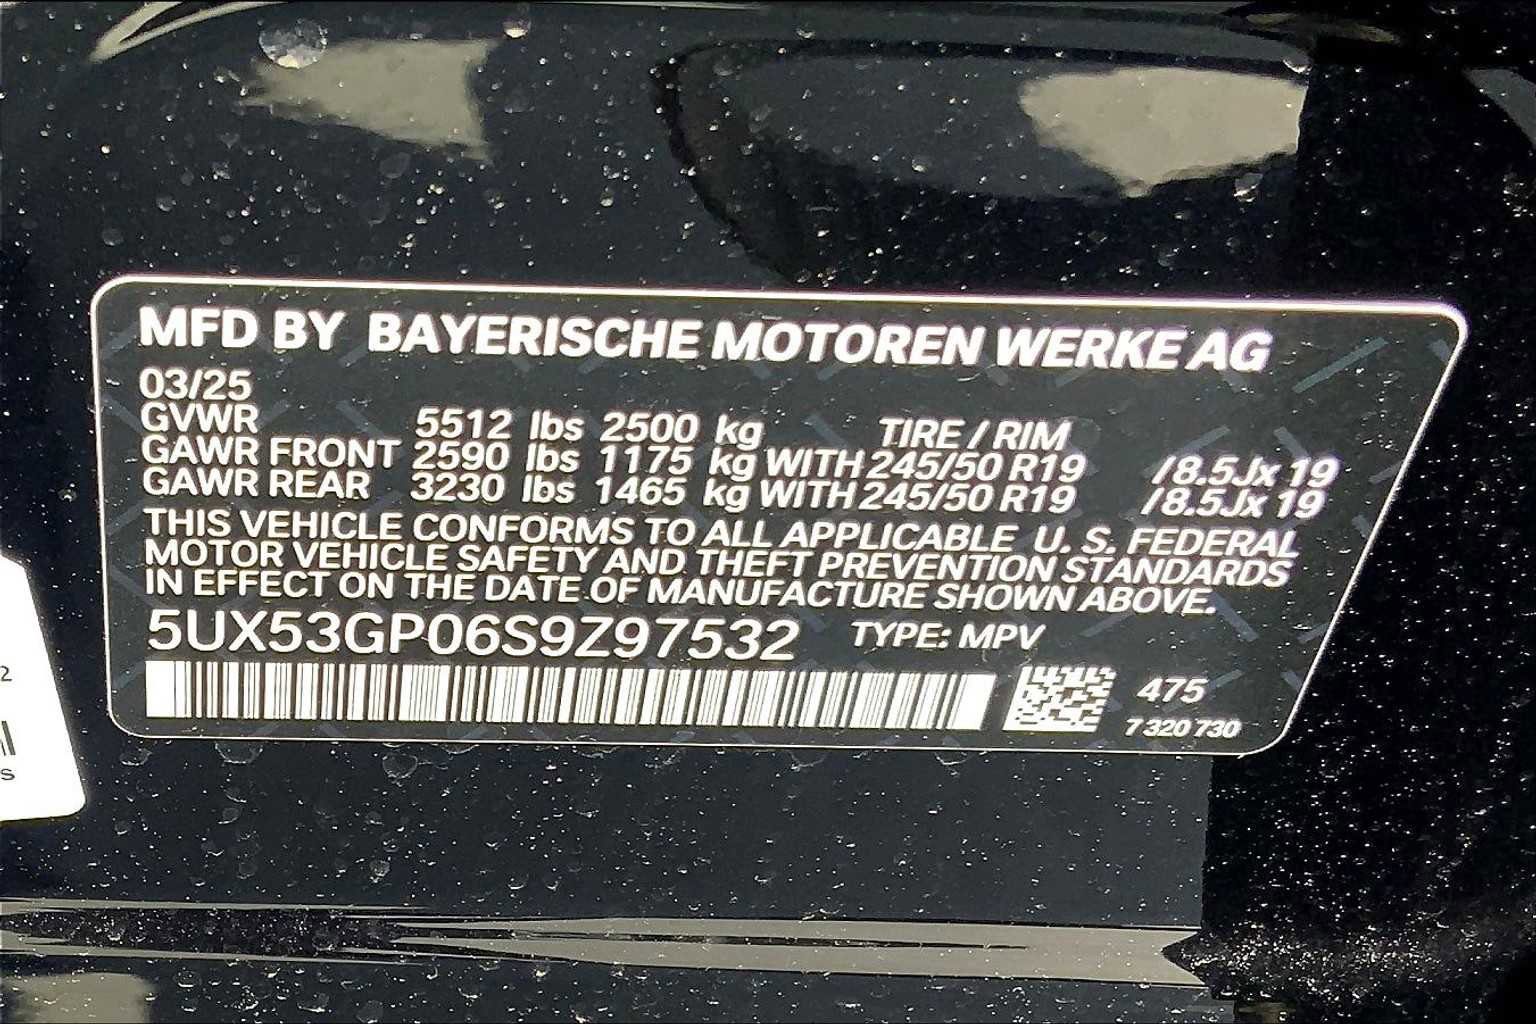 MFD BY BAYERISCHE MOTOREN WERKE AG
03/25
GVWR 5512 lbs 2500 kg TIRE / RIM
GAWR FRONT 2590 lbs 1175 kg WITH 245/50 R19 /8.5Jx 19
GAWR REAR 3230 lbs 1465 kg WITH 245/50 R19 /8.5Jx 19
THIS VEHICLE CONFORMS TO ALL APPLICABLE U. S. FEDERAL
MOTOR VEHICLE SAFETY AND THEFT PREVENTION STANDARDS
IN EFFECT ON THE DATE OF MANUFACTURE SHOWN ABOVE.
5UX53GP06S9Z97532 TYPE: MPV
475
7 320 730
2
S